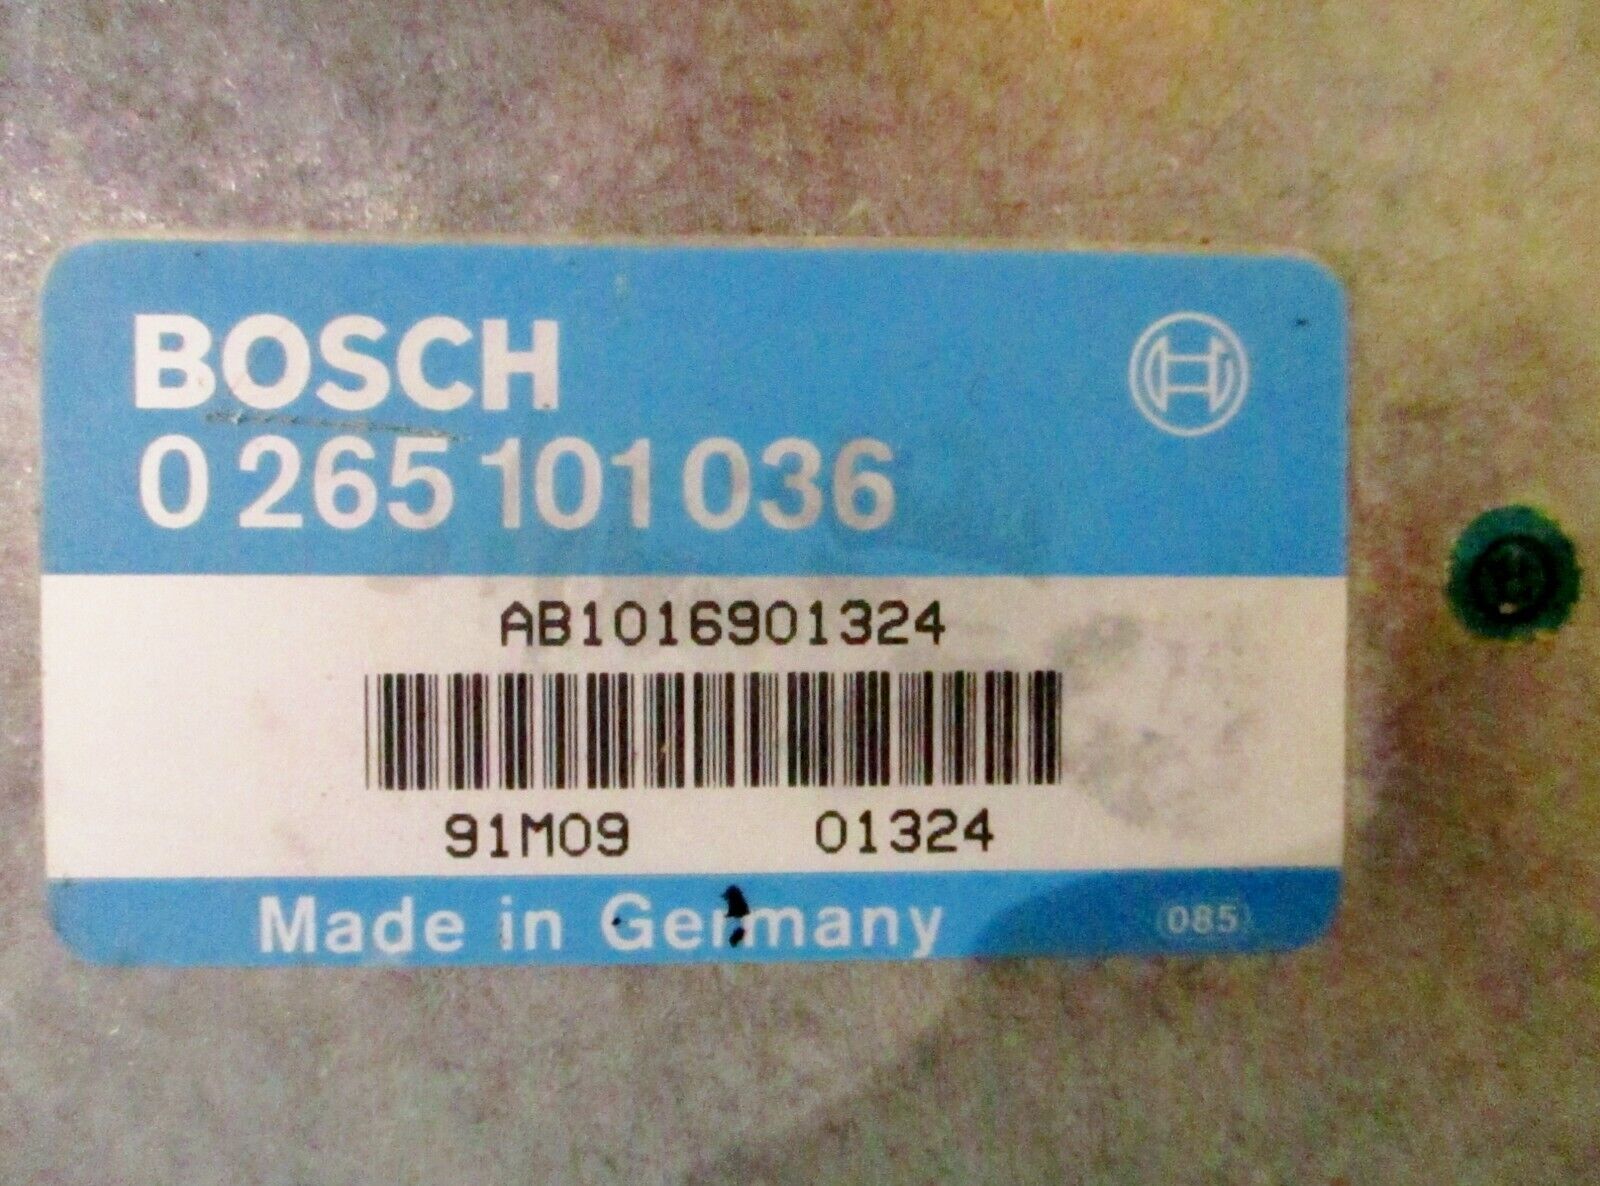 BOSCH
0 265 101 036
AB1016901324
91M09 01324
Made in Germany (085)